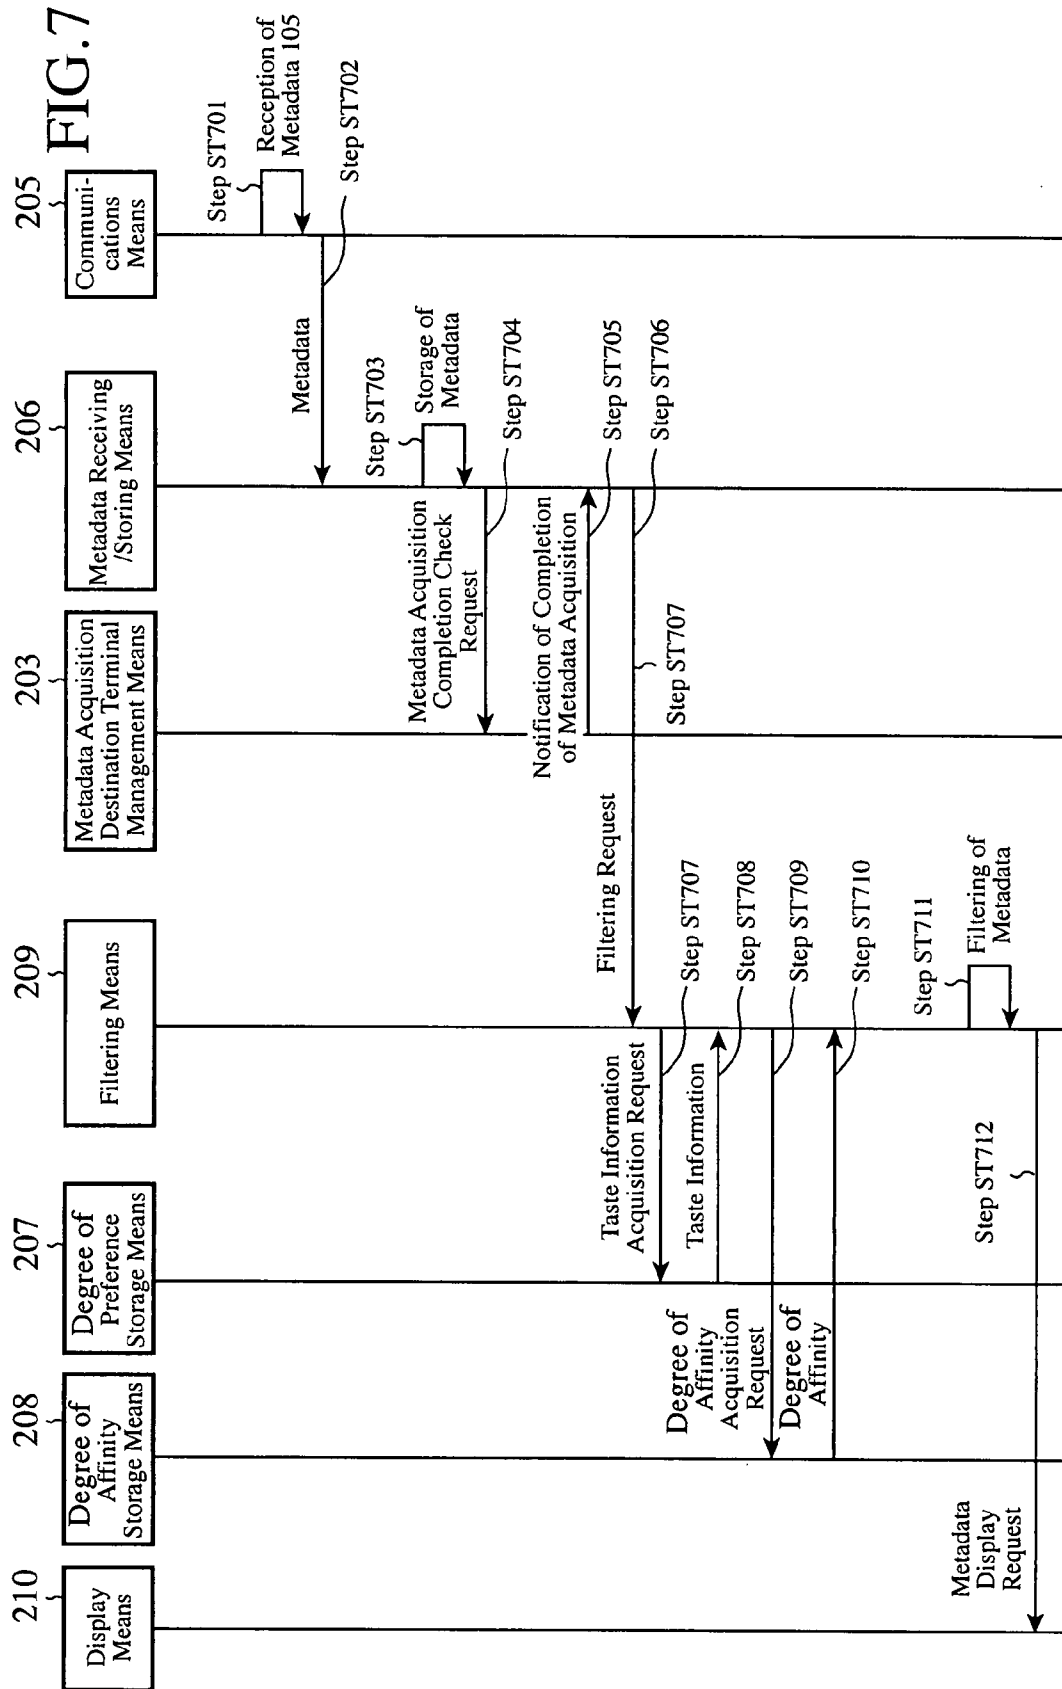 FIG.7
210
Display
Means
208
Degree of
Affinity
Storage Means
207
Degree of
Preference
Storage Means
209
Filtering Means
203
Metadata Acquisition
Destination Terminal
Management Means
206
Metadata Receiving
/Storing Means
205
Communi-
cations
Means
Step ST701
Reception of
Metadata 105
Step ST702
Metadata
Step ST703
Storage of
Metadata
Step ST704
Metadata Acquisition
Completion Check
Request
Step ST705
Notification of Completion
of Metadata Acquisition
Step ST706
Step ST707
Filtering Request
Step ST707
Taste Information
Acquisition Request
Step ST708
Taste Information
Step ST709
Degree of
Affinity
Acquisition
Request
Step ST710
Degree of
Affinity
Step ST711
Filtering of
Metadata
Step ST712
Metadata
Display
Request